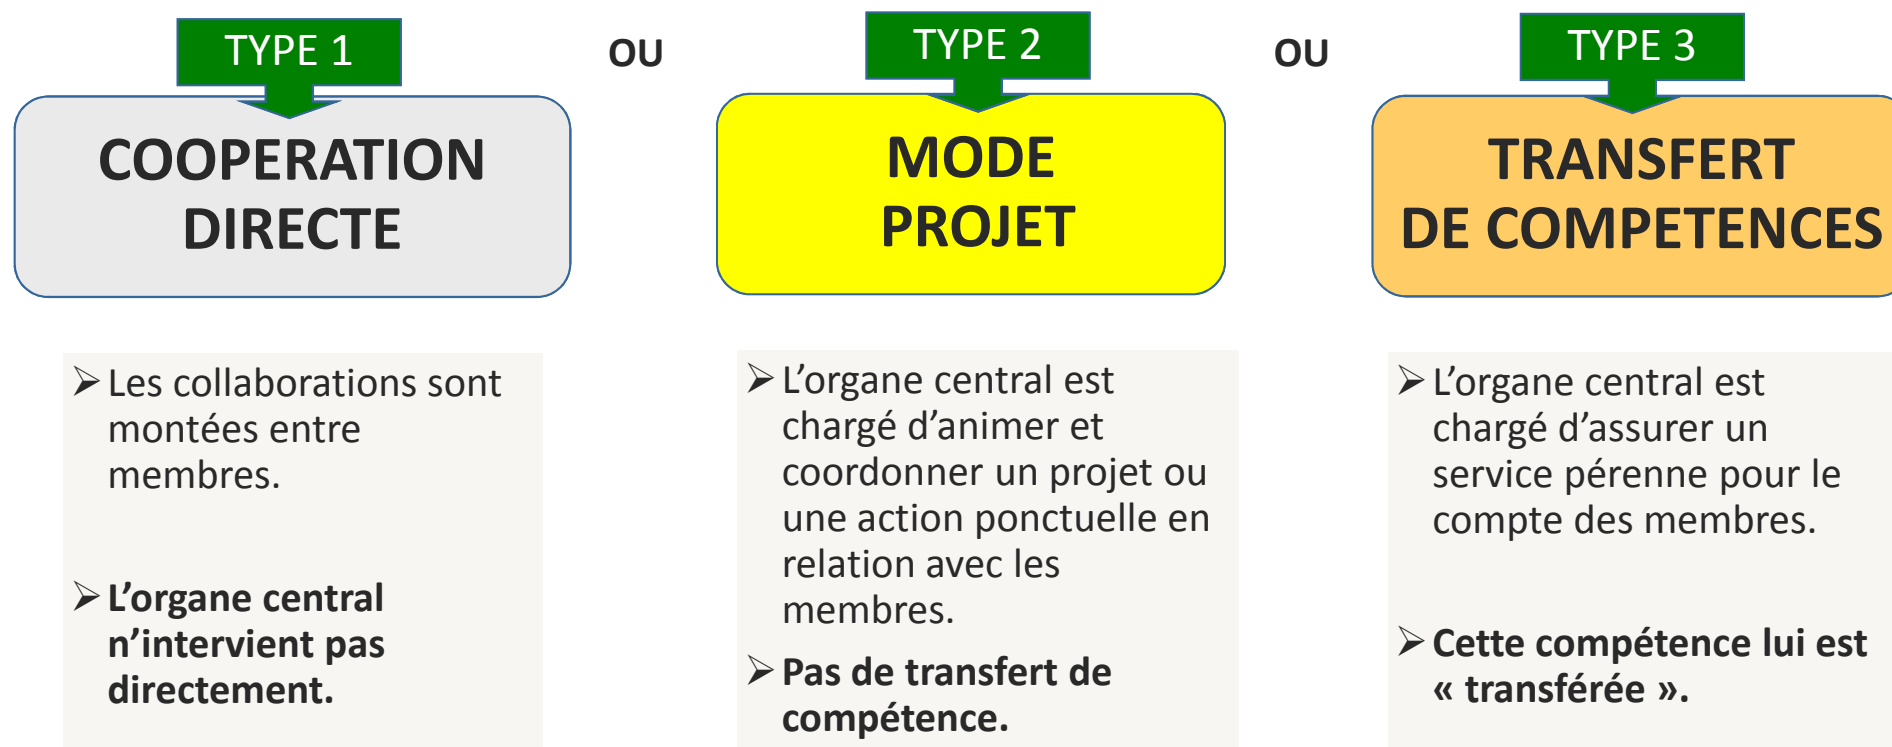 TYPE 1
COOPERATION
DIRECTE
➢ Les collaborations sont
montées entre
membres.
➢ L’organe central
n’intervient pas
directement.
OU
TYPE 2
MODE
PROJET
➢ L’organe central est
chargé d’animer et
coordonner un projet ou
une action ponctuelle en
relation avec les
membres.
➢ Pas de transfert de
compétence.
OU
TYPE 3
TRANSFERT
DE COMPETENCES
➢ L’organe central est
chargé d’assurer un
service pérenne pour le
compte des membres.
➢ Cette compétence lui est
« transférée ».